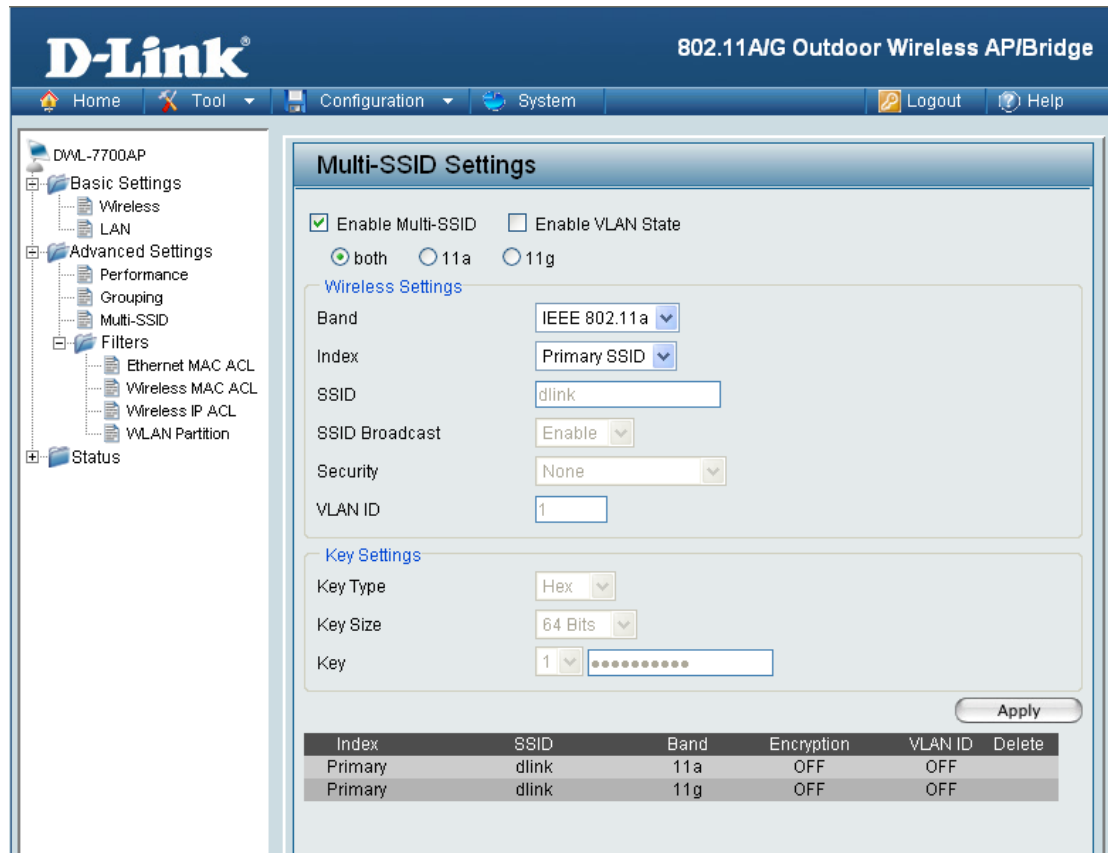 D-Link®
802.11A/G Outdoor Wireless AP/Bridge
Home Tool Configuration System Logout Help
DWL-7700AP
Basic Settings
Wireless
LAN
Advanced Settings
Performance
Grouping
Multi-SSID
Filters
Ethernet MAC ACL
Wireless MAC ACL
Wireless IP ACL
WLAN Partition
Status
Multi-SSID Settings
Enable Multi-SSID Enable VLAN State
both 11a 11g
Wireless Settings
Band IEEE 802.11a
Index Primary SSID
SSID dlink
SSID Broadcast Enable
Security None
VLAN ID 1
Key Settings
Key Type Hex
Key Size 64 Bits
Key 1 ●●●●●●●●●●
Apply
Index SSID Band Encryption VLAN ID Delete
Primary dlink 11a OFF OFF
Primary dlink 11g OFF OFF